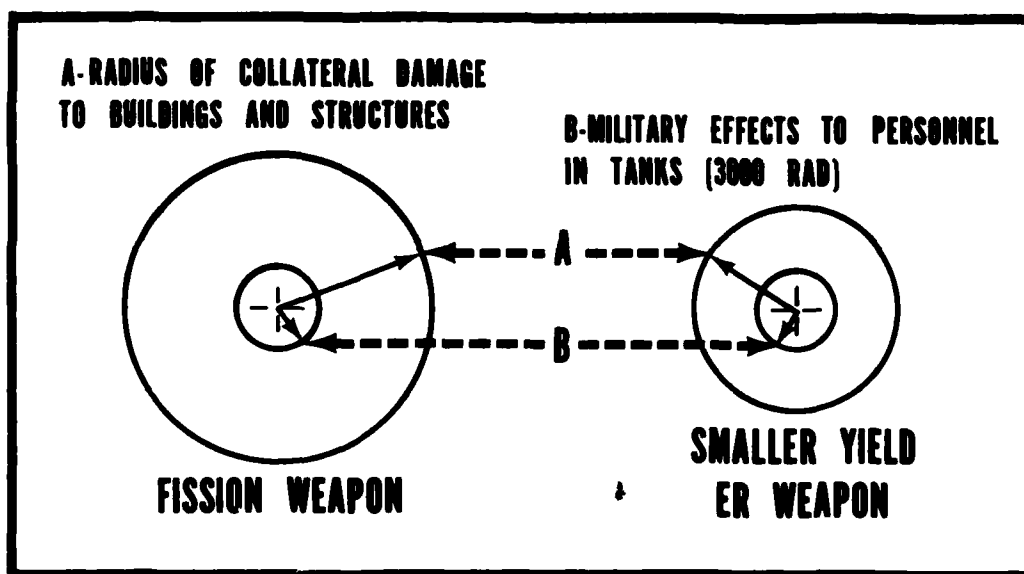 A-RADIUS OF COLLATERAL DAMAGE
TO BUILDINGS AND STRUCTURES
B-MILITARY EFFECTS TO PERSONNEL
IN TANKS (3000 RAD)
A
B
FISSION WEAPON
SMALLER YIELD
ER WEAPON